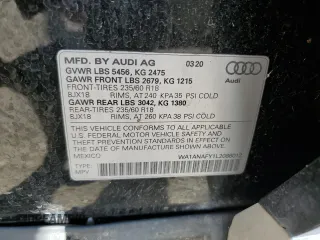 MFD. BY AUDI AG 03 20
GVWR LBS 5456, KG 2475 Audi
GAWR FRONT LBS 2679, KG 1215
FRONT-TIRES 235/60 R18
8JX18 RIMS, AT 240 KPA 35 PSI COLD
GAWR REAR LBS 3042, KG 1380
REAR-TIRES 235/60 R18
8JX18 RIMS, AT 260 KPA 38 PSI COLD
THIS VEHICLE CONFORMS TO ALL APPLICABLE
U.S. FEDERAL MOTOR VEHICLE SAFETY AND
THEFT PREVENTION STANDARDS IN EFFECT ON
THE DATE OF MANUFACTURE SHOWN ABOVE.
MEXICO
TYPE:
MPV